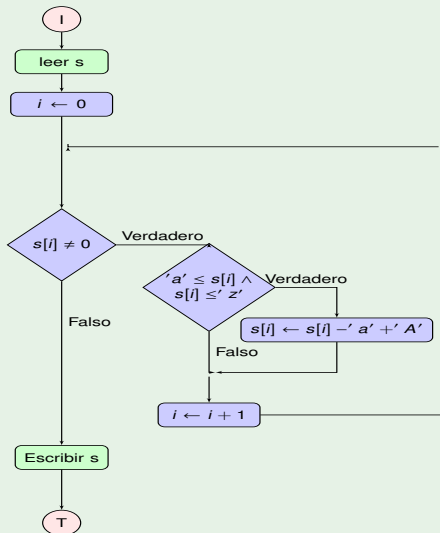 I
leer s
i ← 0
s[i] ≠ 0
Verdadero
'a' ≤ s[i] ∧
s[i] ≤' z'
Verdadero
s[i] ← s[i] −' a' +' A'
Falso
Falso
i ← i + 1
Escribir s
T